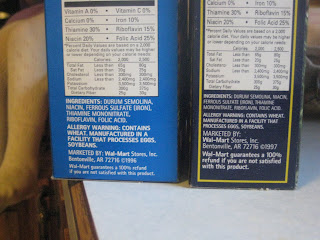 Vitamin A 0% • Vitamin C 0%
Calcium 0% • Iron 10%
Thiamine 30% • Riboflavin 15%
Niacin 20% • Folic Acid 25%
*Percent Daily Values are based on a 2,000
calorie diet. Your daily values may be higher
or lower depending on your calorie needs:
Calories 2,000 2,500
Total Fat Less than 65g 80g
Sat Fat Less than 20g 25g
Cholesterol Less than 300mg 300mg
Sodium Less than 2,400mg 2,400mg
Potassium 3,500mg 3,500mg
Total Carbohydrate 300g 375g
Dietary Fiber 25g 30g
INGREDIENTS: DURUM SEMOLINA,
NIACIN, FERROUS SULFATE (IRON),
THIAMINE MONONITRATE,
RIBOFLAVIN, FOLIC ACID.
ALLERGY WARNING: CONTAINS
WHEAT. MANUFACTURED IN A
FACILITY THAT PROCESSES EGGS,
SOYBEANS.
MARKETED BY: Wal-Mart Stores, Inc.
Bentonville, AR 72716 ©1996
Wal-Mart guarantees a 100%
refund if you are not satisfied
with this product.
Calcium 0% • Iron 10%
Thiamine 30% • Riboflavin 15%
Niacin 20% • Folic Acid 30%
*Percent Daily Values are based on a 2,000
calorie diet. Your daily values may be higher
or lower depending on your calorie needs:
Calories 2,000 2,500
Total Fat Less than
Sat Fat Less than
Cholesterol Less than
Sodium Less than
Potassium
Total Carbohydrate
Dietary Fiber
INGREDIENTS: DURUM SEMOLINA, NIACIN,
FERROUS SULFATE (IRON), THIAMINE
MONONITRATE, RIBOFLAVIN, FOLIC ACID.
ALLERGY WARNING: CONTAINS WHEAT.
MANUFACTURED IN A FACILITY THAT
PROCESSES EGGS, SOYBEANS.
MARKETED BY:
Wal-Mart Stores, Inc.
Bentonville, AR 72716 ©1997
Wal-Mart guarantees a 100%
refund if you are not satisfied with
this product.